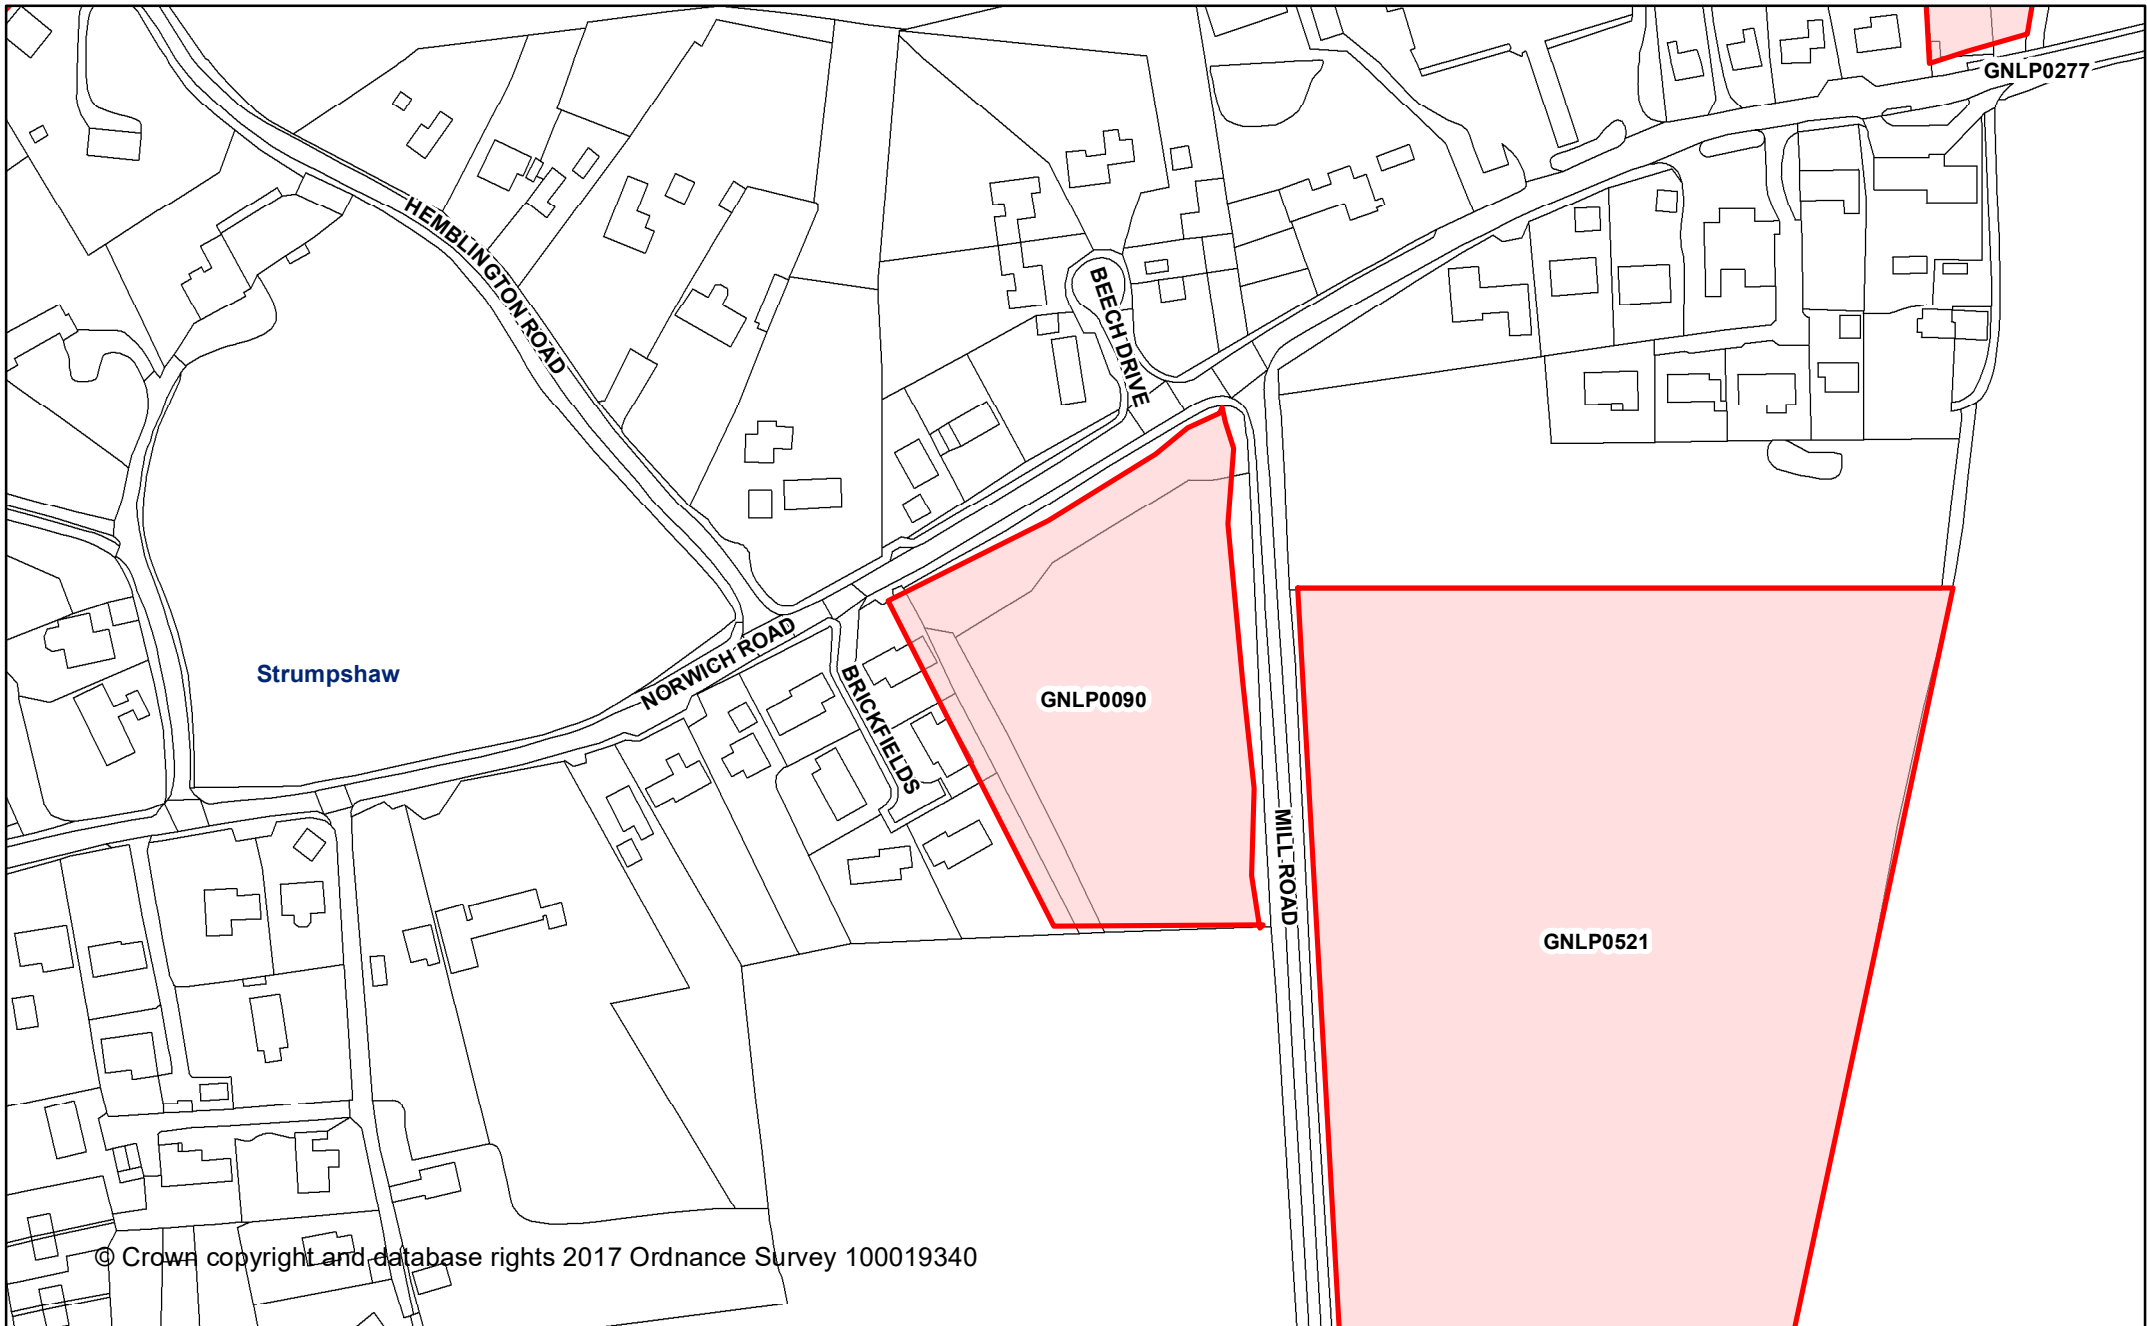 GNLP0277
HEMBLINGTON ROAD
BEECH DRIVE
Strumpshaw
NORWICH ROAD
BRICKFIELDS
GNLP0090
MILL ROAD
GNLP0521
© Crown copyright and database rights 2017 Ordnance Survey 100019340